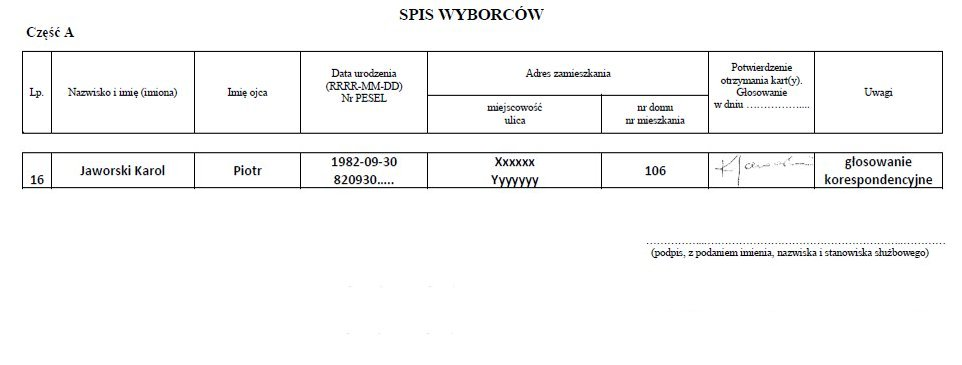 SPIS WYBORCÓW
Część A
Lp.
Nazwisko i imię (imiona)
Imię ojca
Data urodzenia
(RRRR-MM-DD)
Nr PESEL
Adres zamieszkania
miejscowość
ulica
nr domu
nr mieszkania
Potwierdzenie
otrzymania kart(y).
Głosowanie
w dniu ………………...
Uwagi
16
Jaworski Karol
Piotr
1982-09-30
820930.....
Xxxxxx
Yyyyyyy
106
głosowanie
korespondencyjne
……………………………………………………………………
(podpis, z podaniem imienia, nazwiska i stanowiska służbowego)